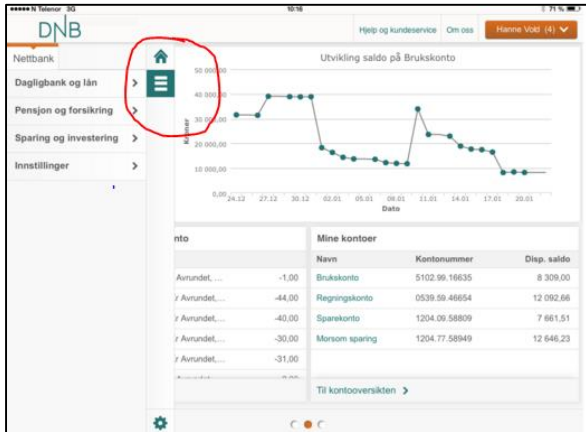 Telenor 3G 10:16 71 %
DNB
Hjelp og kundeservice Om oss Hanne Vold (4)
Nettbank
Dagligbank og lån
Pensjon og forsikring
Sparing og investering
Innstillinger
Utvikling saldo på Brukskonto
Kroner
50 000,00
40 000,00
30 000,00
20 000,00
10 000,00
0,00
24.12 27.12 30.12 02.01 05.01 08.01 11.01 14.01 17.01 20.01
Dato
nto
Avrundet, ... -1,00
r Avrundet,... -44,00
r Avrundet,... -40,00
r Avrundet,... -30,00
r Avrundet,... -31,00
Mine kontoer
Navn Kontonummer Disp. saldo
Brukskonto 5102.99.16635 8 309,00
Regningskonto 0539.59.46654 12 092,66
Sparekonto 1204.09.58809 7 661,51
Morsom sparing 1204.77.58949 12 646,23
Til kontooversikten